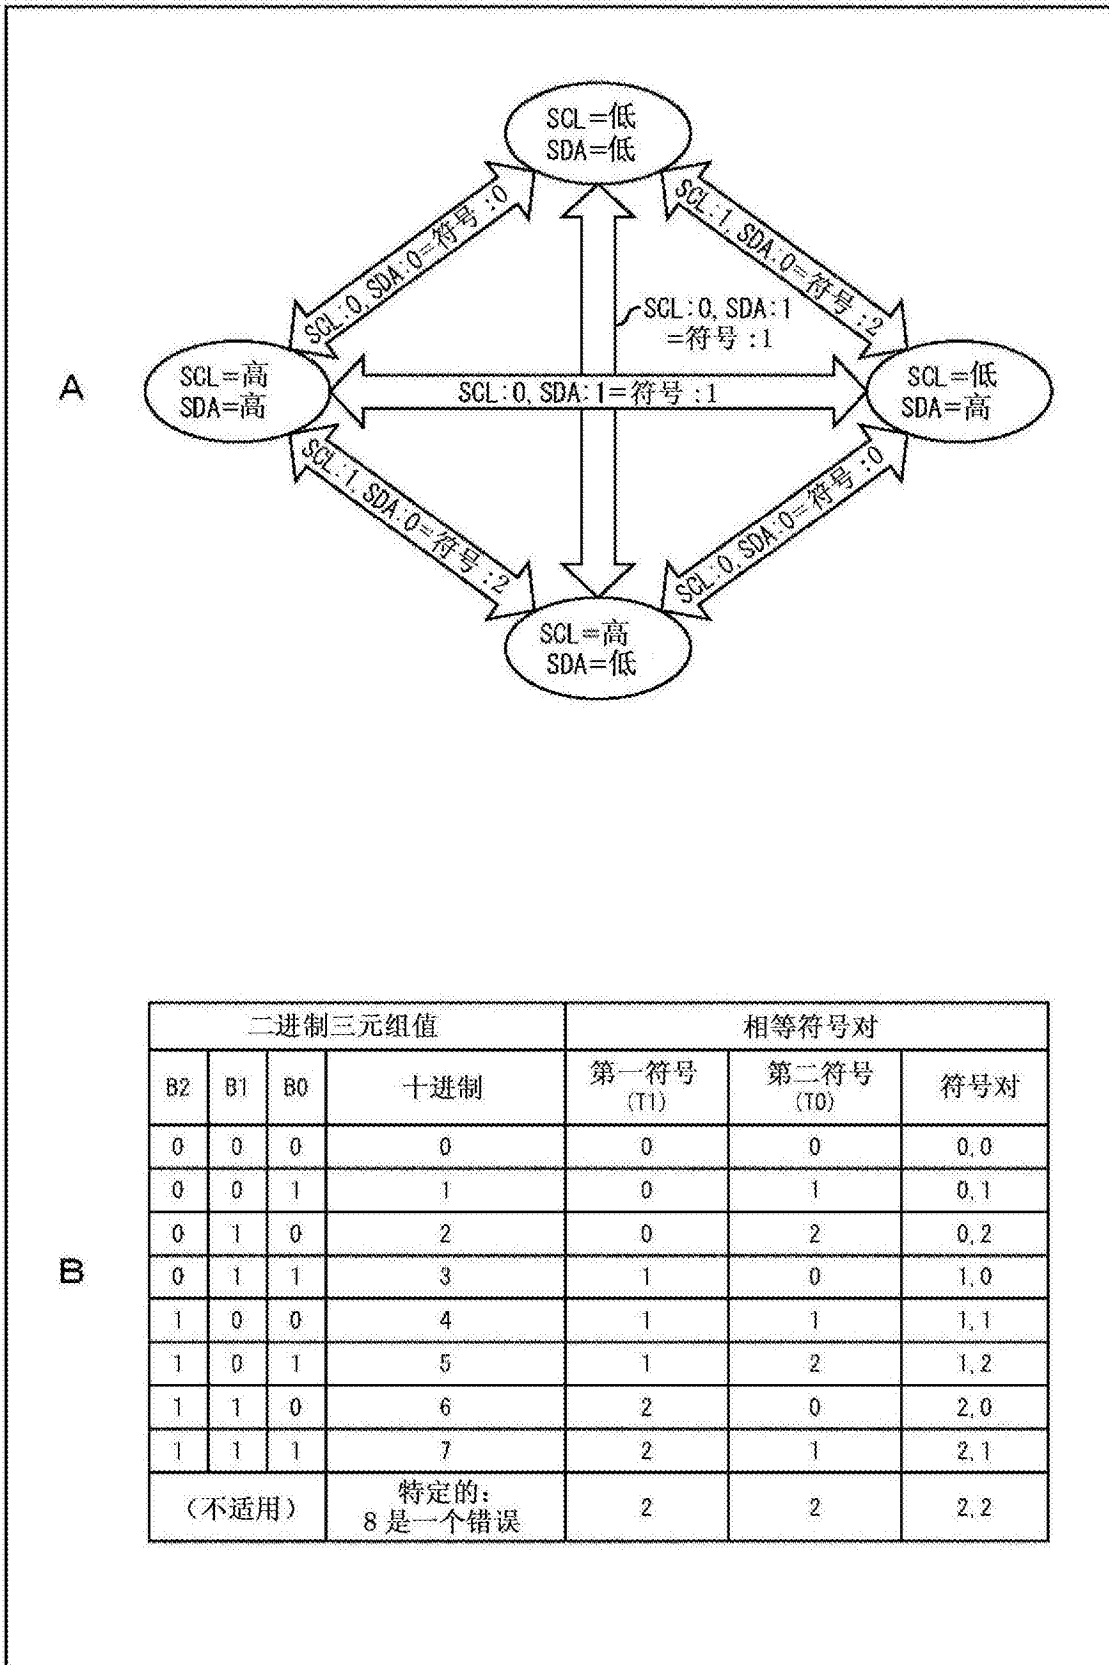 SCL=低
SDA=低
SCL:0, SDA:0=符号:0
SCL:1, SDA:0=符号:2
SCL:0, SDA:1
=符号:1
A
SCL=高
SDA=高
SCL:0, SDA:1=符号:1
SCL=低
SDA=高
SCL:1, SDA:0=符号:2
SCL:0, SDA:0=符号:0
SCL=高
SDA=低
二进制三元组值 相等符号对
B2 B1 B0 十进制 第一符号 (T1) 第二符号 (T0) 符号对
0 0 0 0 0 0 0,0
0 0 1 1 0 1 0,1
0 1 0 2 0 2 0,2
B
0 1 1 3 1 0 1,0
1 0 0 4 1 1 1,1
1 0 1 5 1 2 1,2
1 1 0 6 2 0 2,0
1 1 1 7 2 1 2,1
(不适用) 特定的: 2 2 2,2
8是一个错误